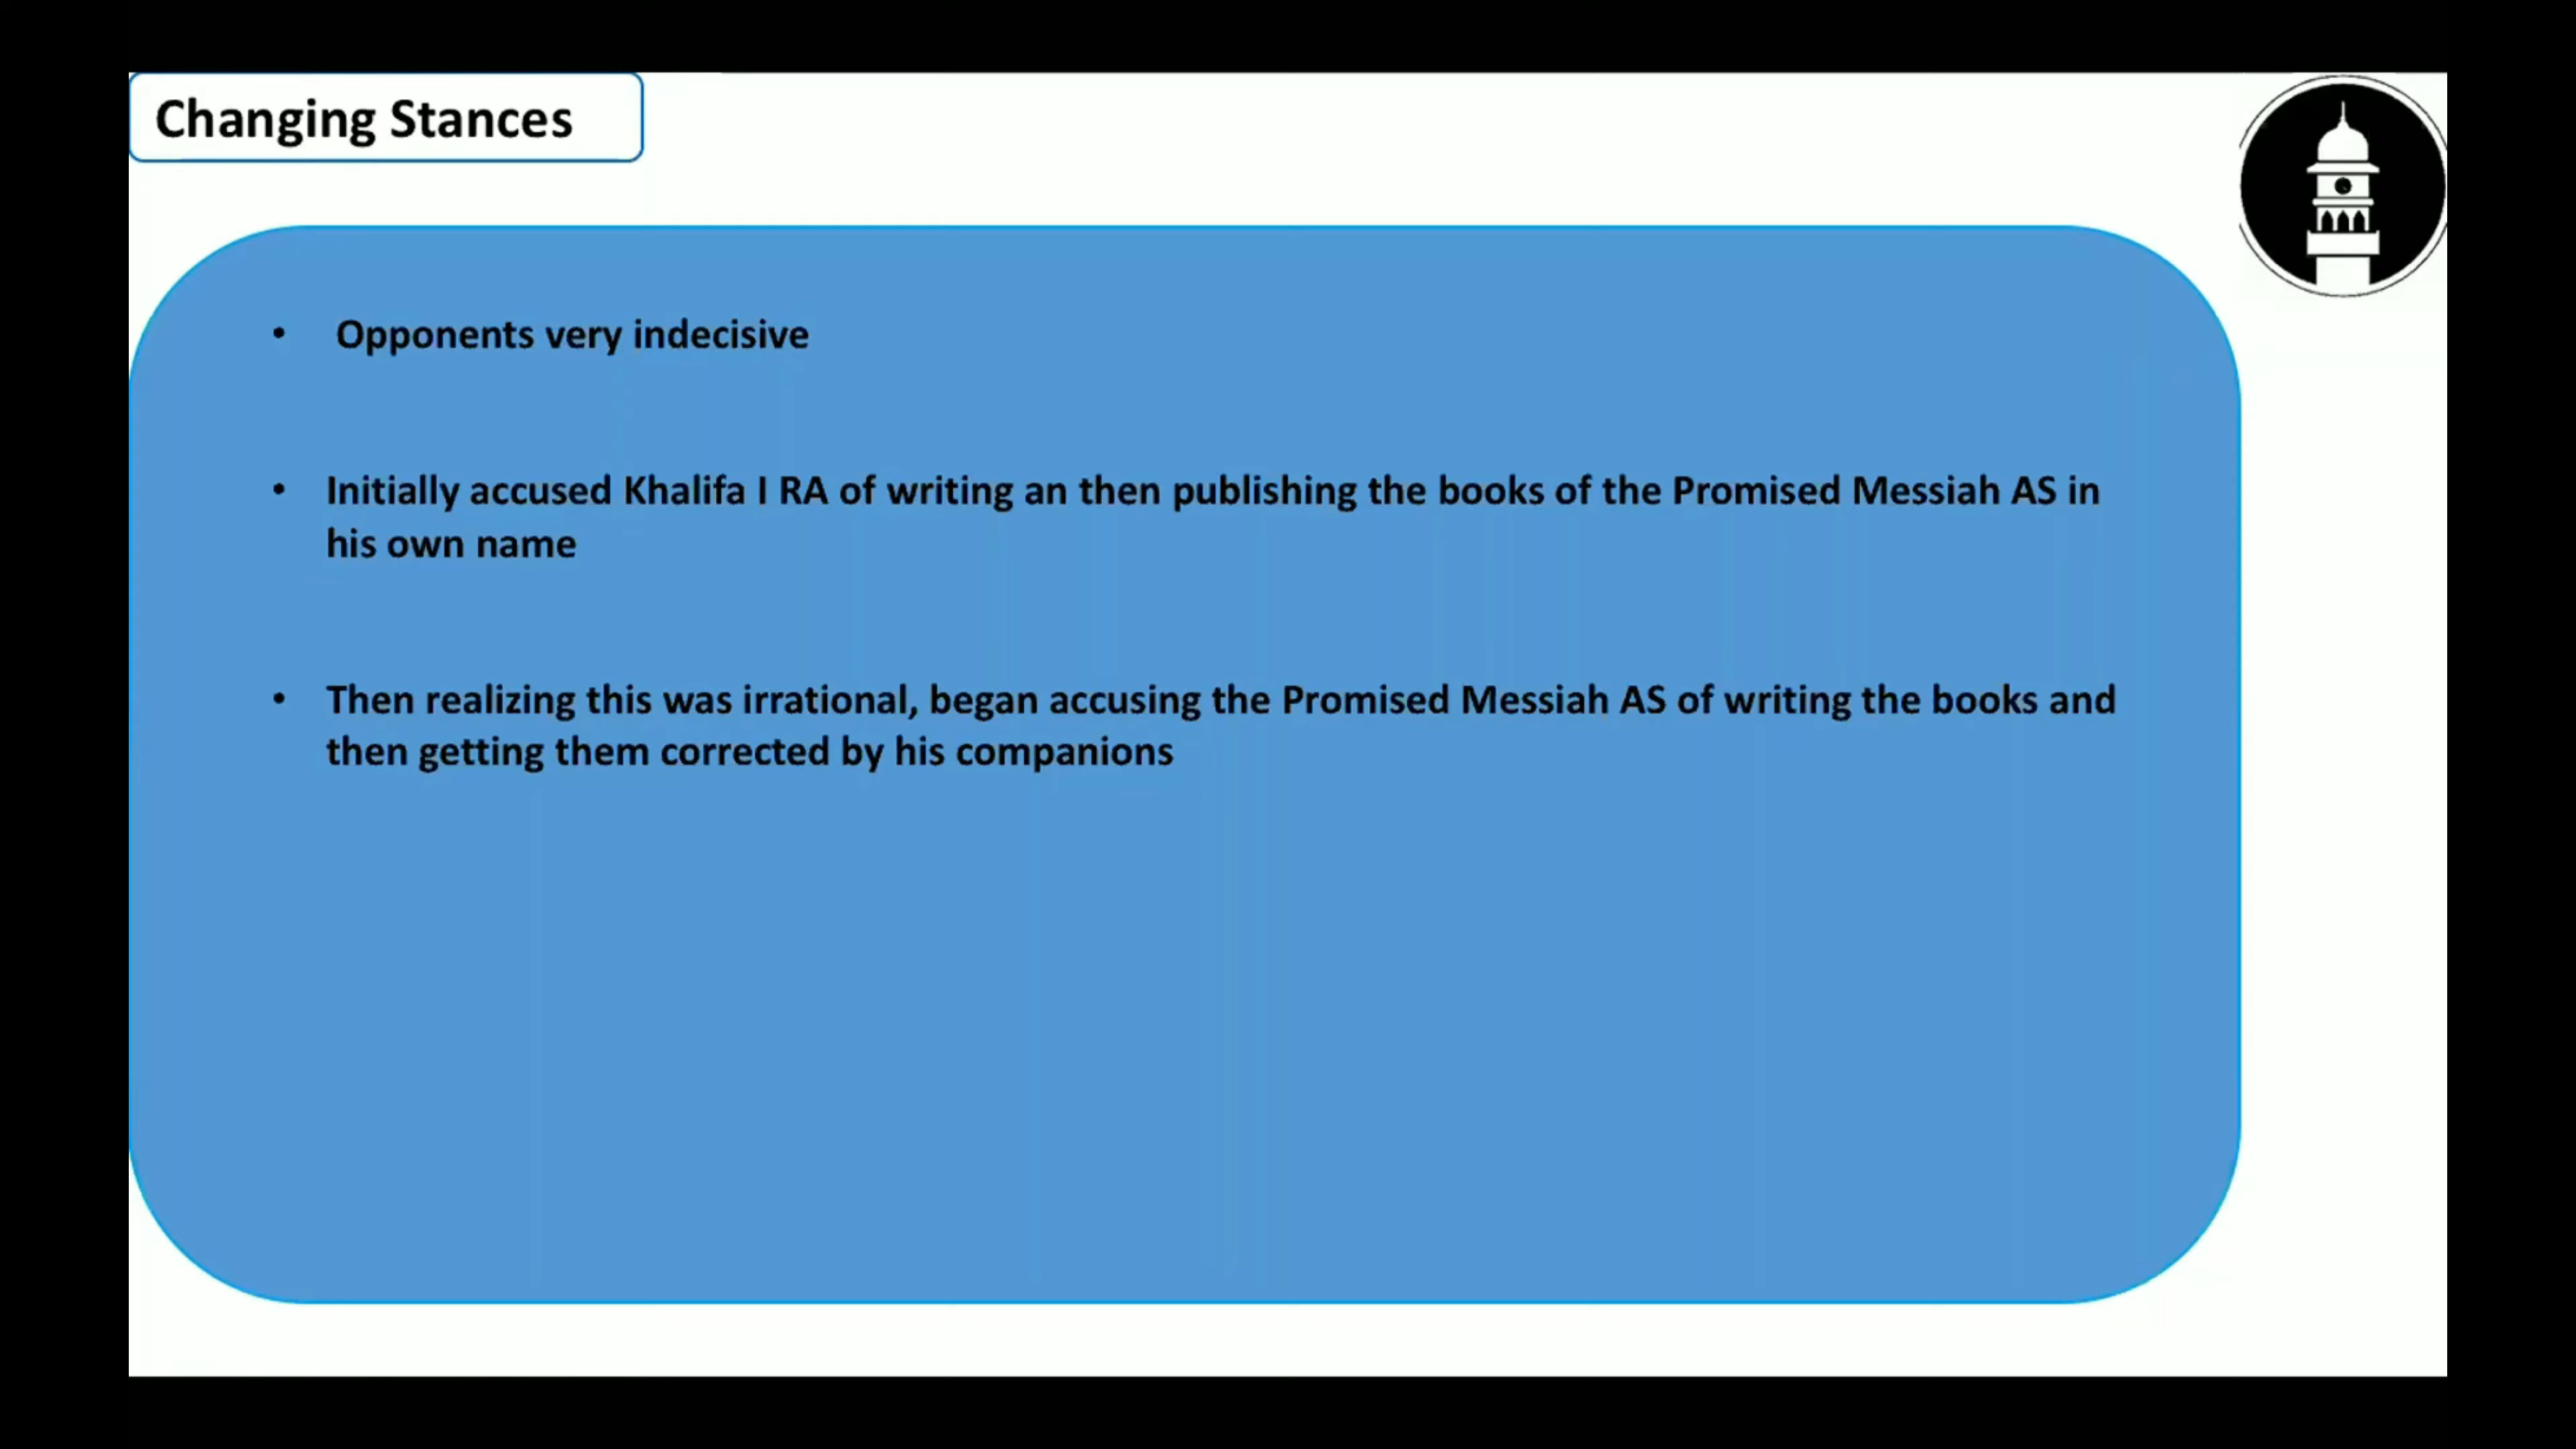 Changing Stances
• Opponents very indecisive
• Initially accused Khalifa I RA of writing an then publishing the books of the Promised Messiah AS in
his own name
• Then realizing this was irrational, began accusing the Promised Messiah AS of writing the books and
then getting them corrected by his companions